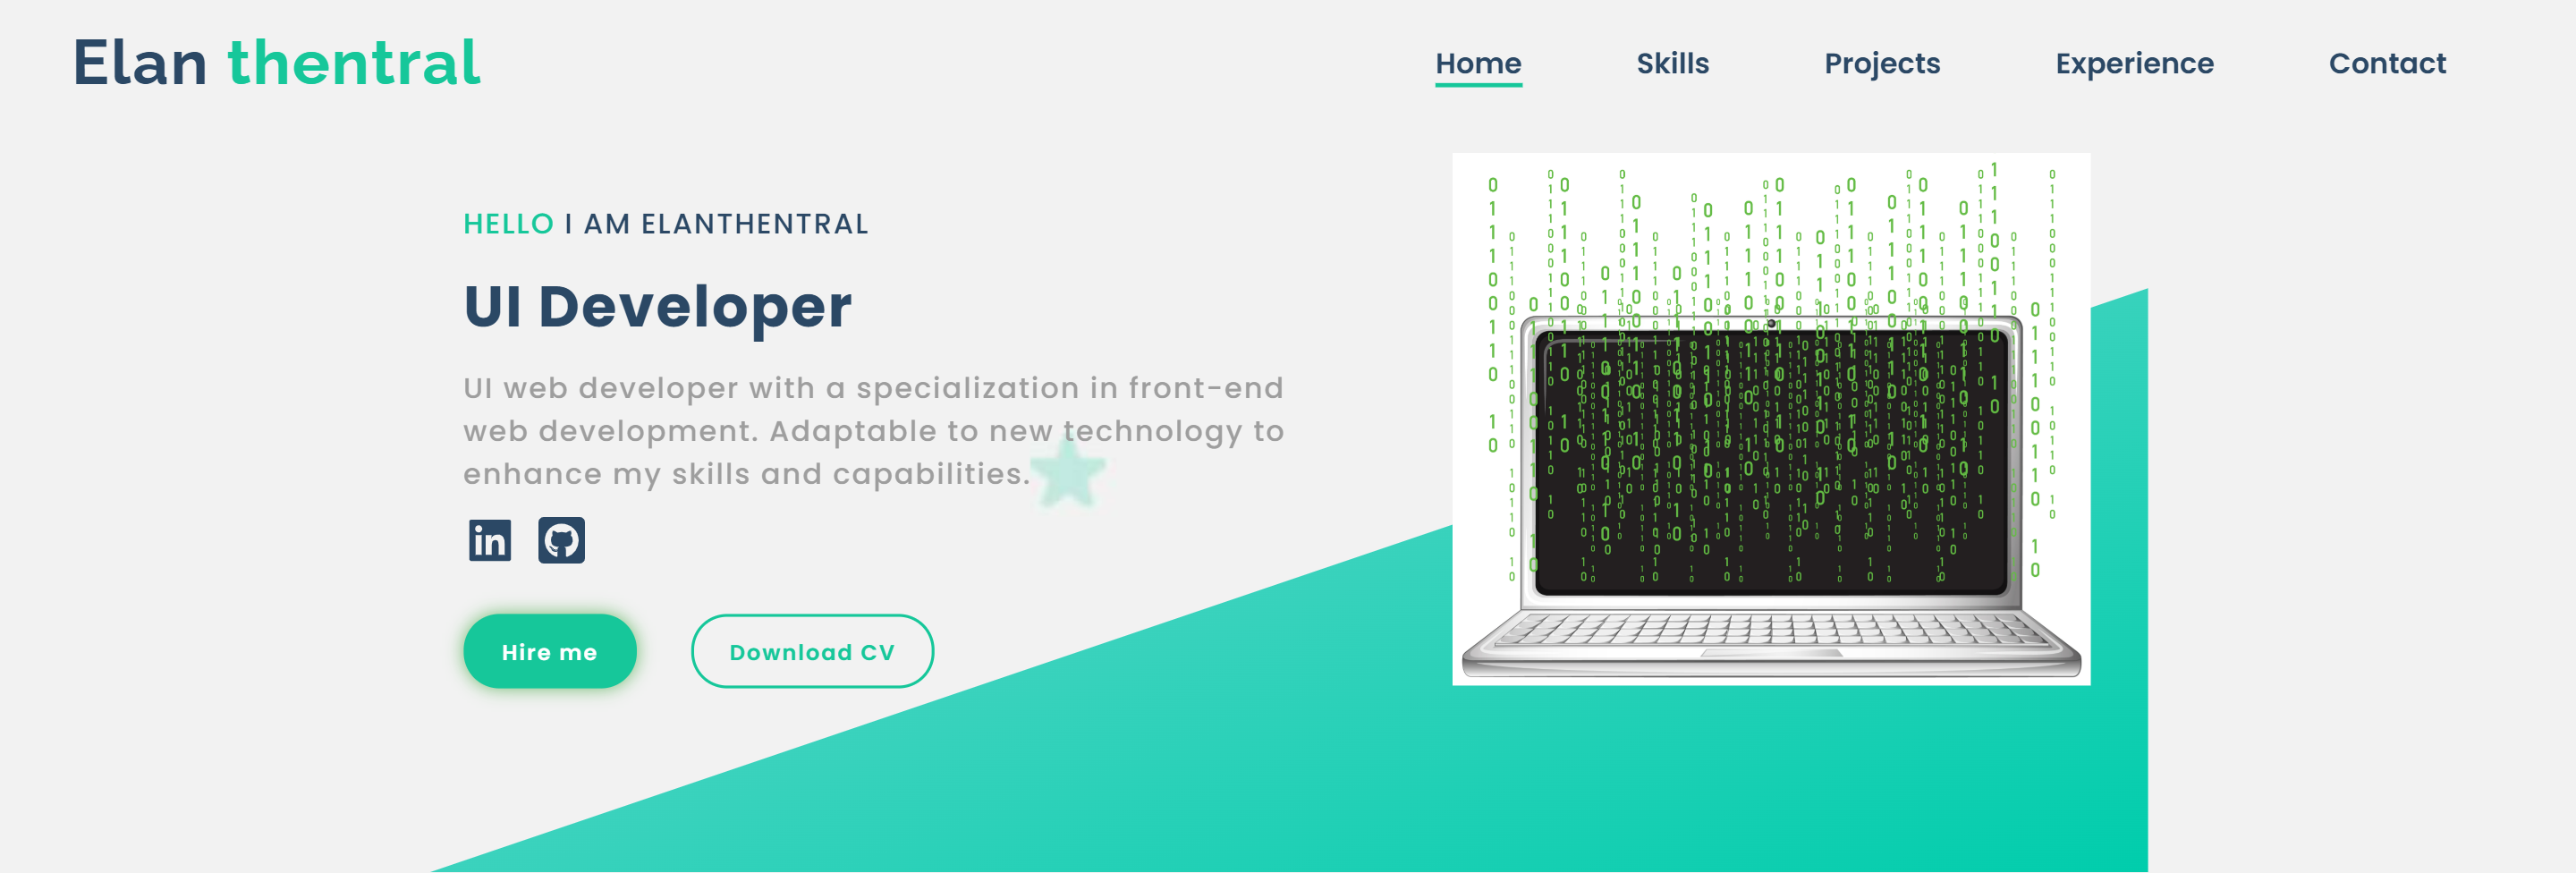 Elan thentral
Home Skills Projects Experience Contact
HELLO I AM ELANTHENTRAL
UI Developer
UI web developer with a specialization in front-end
web development. Adaptable to new technology to
enhance my skills and capabilities.
in
Hire me Download CV